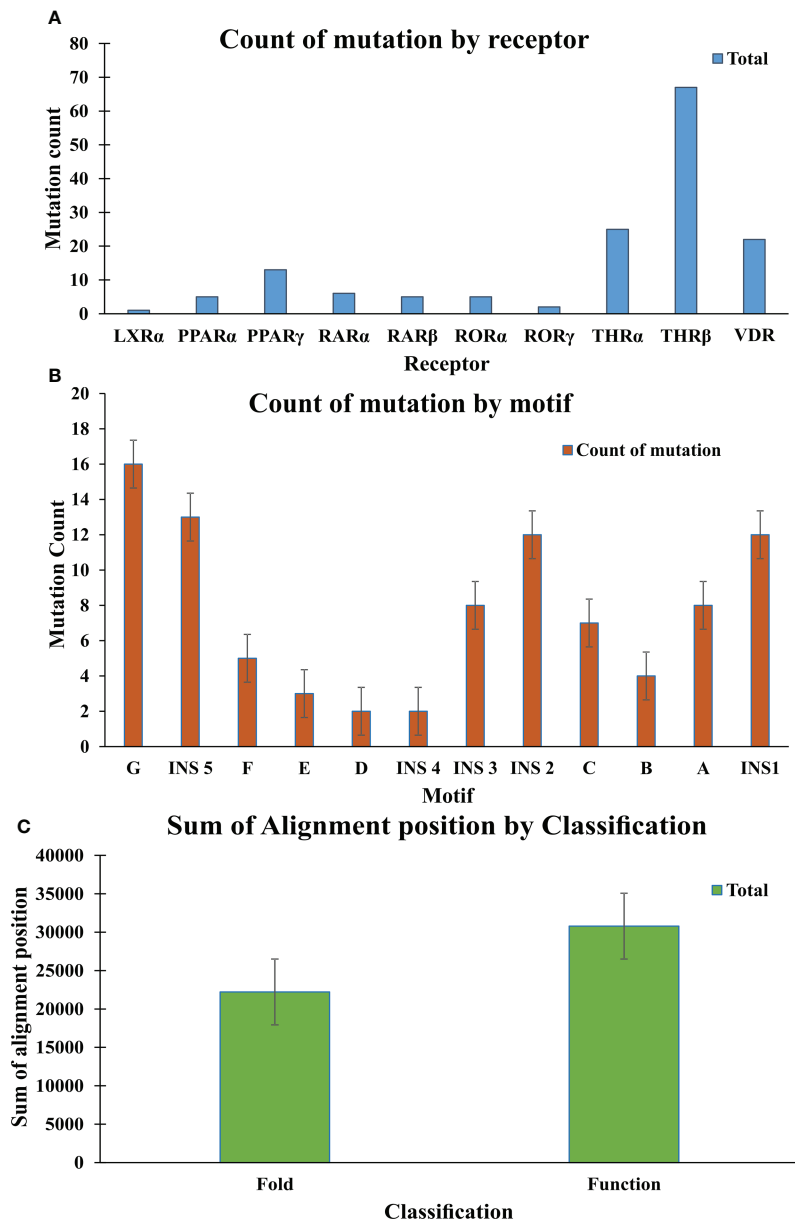 A
Count of mutation by receptor
Total
Mutation count
80
70
60
50
40
30
20
10
0
LXRα PPARα PPARγ RARα RARβ RORα RORγ THRα THRβ VDR
Receptor
B
Count of mutation by motif
Count of mutation
Mutation Count
20
18
16
14
12
10
8
6
4
2
0
G INS 5 F E D INS 4 INS 3 INS 2 C B A INS1
Motif
C
Sum of Alignment position by Classification
Total
Sum of alignment position
40000
35000
30000
25000
20000
15000
10000
5000
0
Fold Function
Classification